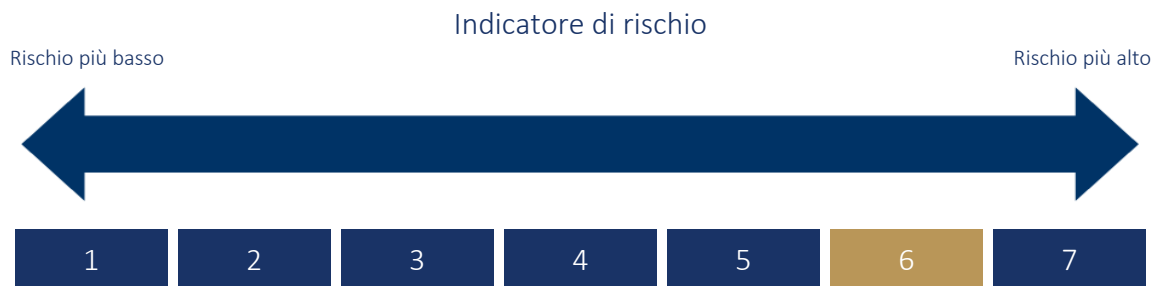 Indicatore di rischio
Rischio più basso Rischio più alto
1 2 3 4 5 6 7